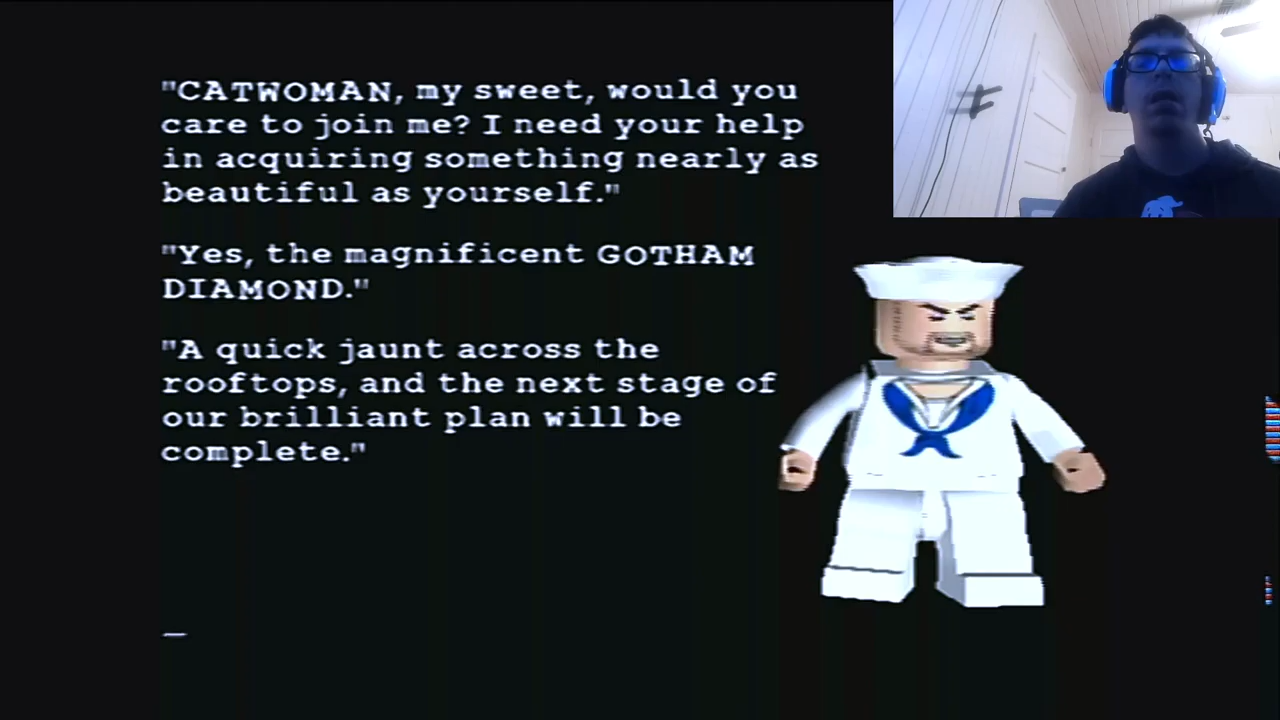 "CATWOMAN, my sweet, would you
care to join me? I need your help
in acquiring something nearly as
beautiful as yourself."
"Yes, the magnificent GOTHAM
DIAMOND."
"A quick jaunt across the
rooftops, and the next stage of
our brilliant plan will be
complete."
_